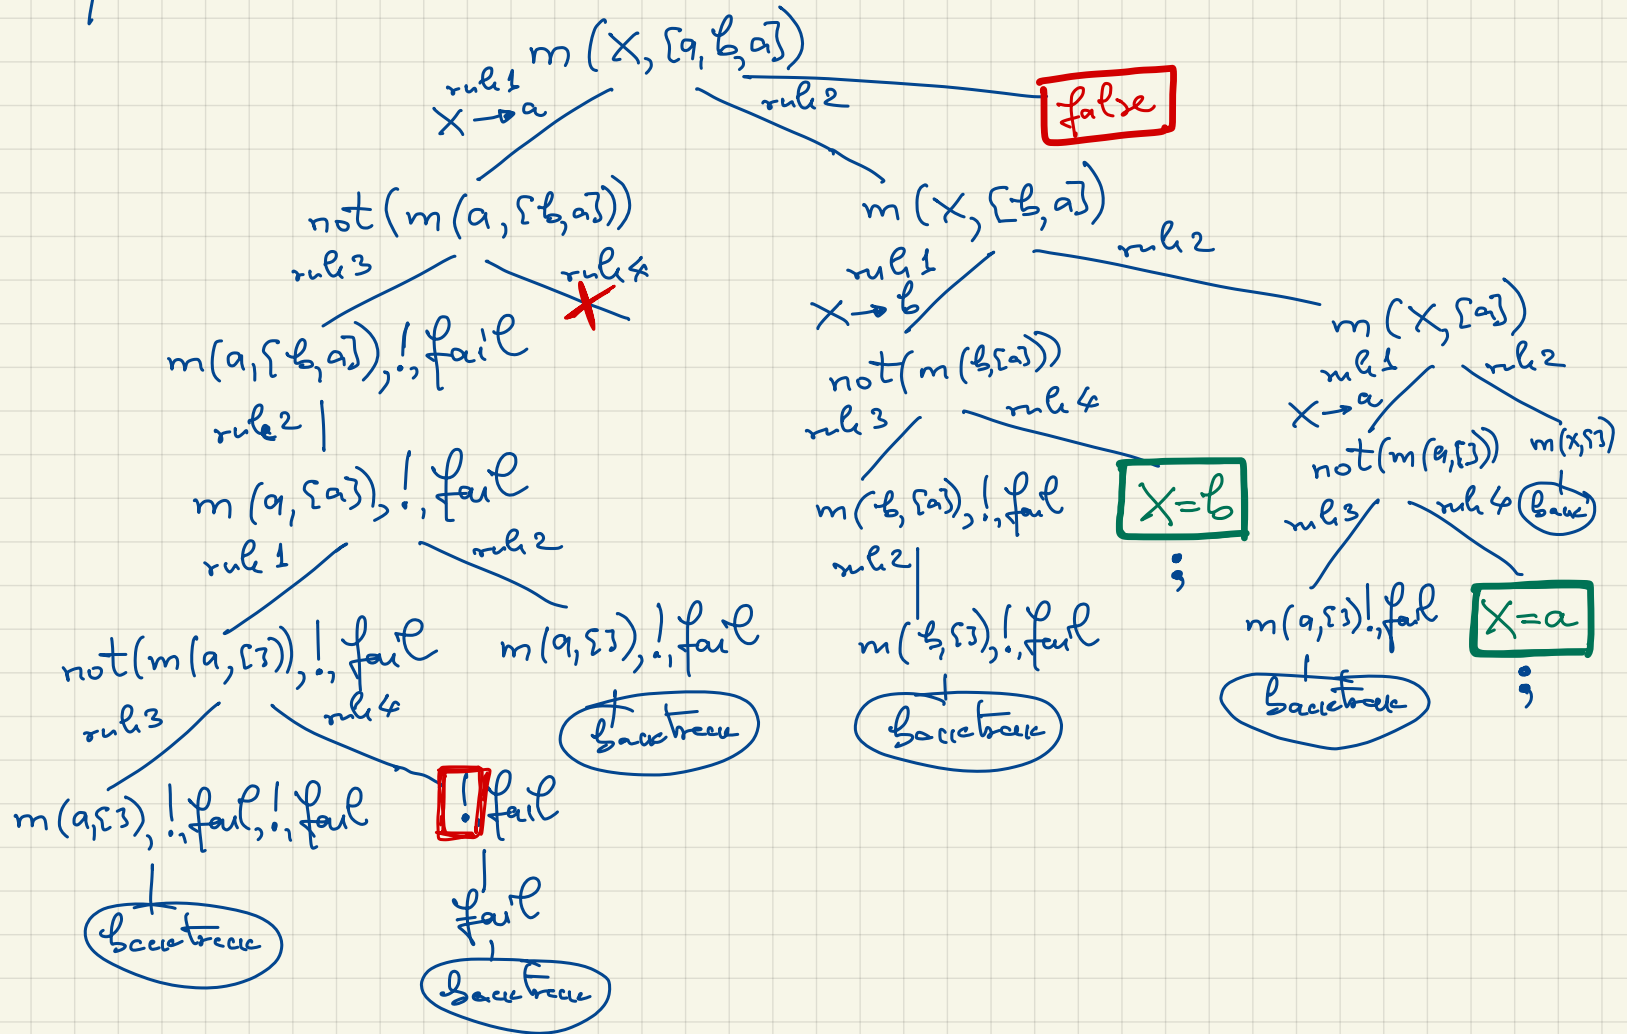 m(X,[a,b,a])
rule1
X→a
rule2
false
not(m(a,[b,a]))
m(X,[b,a])
rule3
rule4
rule1
X→b
rule2
m(a,[b,a]),!,fail
not(m(b,[a]))
m(X,[a])
rule2
rule3
rule4
rule1
X→a
rule2
m(a,[a]),!,fail
m(b,[a]),!,fail
X=b
;
not(m(a,[]))
m(X,[])
rule1
rule2
rule2
rule3
rule4
back
not(m(a,[])),!,fail
m(a,[]),!,fail
m(b,[]),!,fail
m(a,[])!,fail
X=a
;
rule3
rule4
backtrack
backtrack
backtrack
m(a,[]),!,fail,!,fail
!,fail
backtrack
fail
backtrack